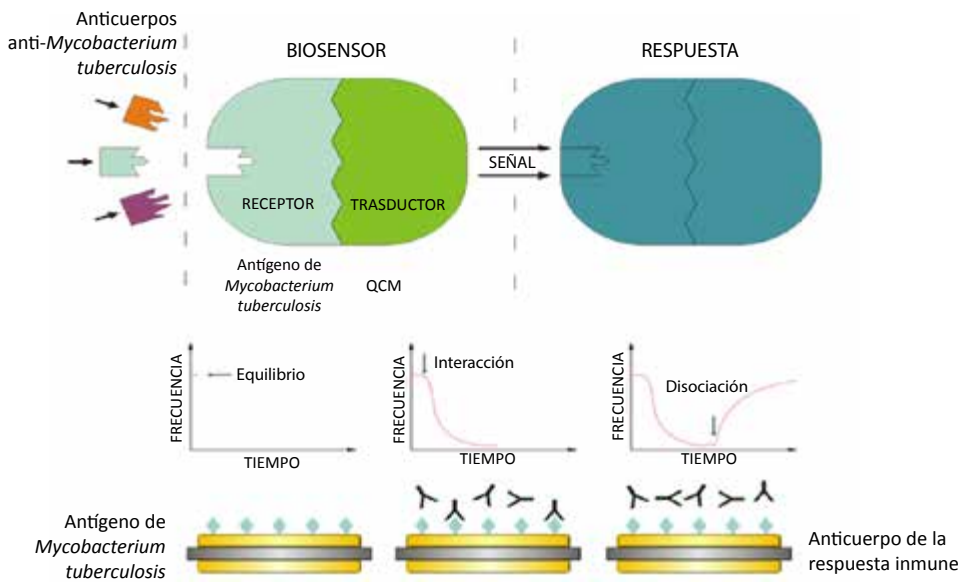 Anticuerpos
anti-Mycobacterium
tuberculosis
BIOSENSOR
RESPUESTA
SEÑAL
RECEPTOR
TRASDUCTOR
Antígeno de
Mycobacterium
tuberculosis
QCM
FRECUENCIA
Equilibrio
TIEMPO
FRECUENCIA
Interacción
TIEMPO
FRECUENCIA
Disociación
TIEMPO
Antígeno de
Mycobacterium
tuberculosis
Anticuerpo de la
respuesta inmune